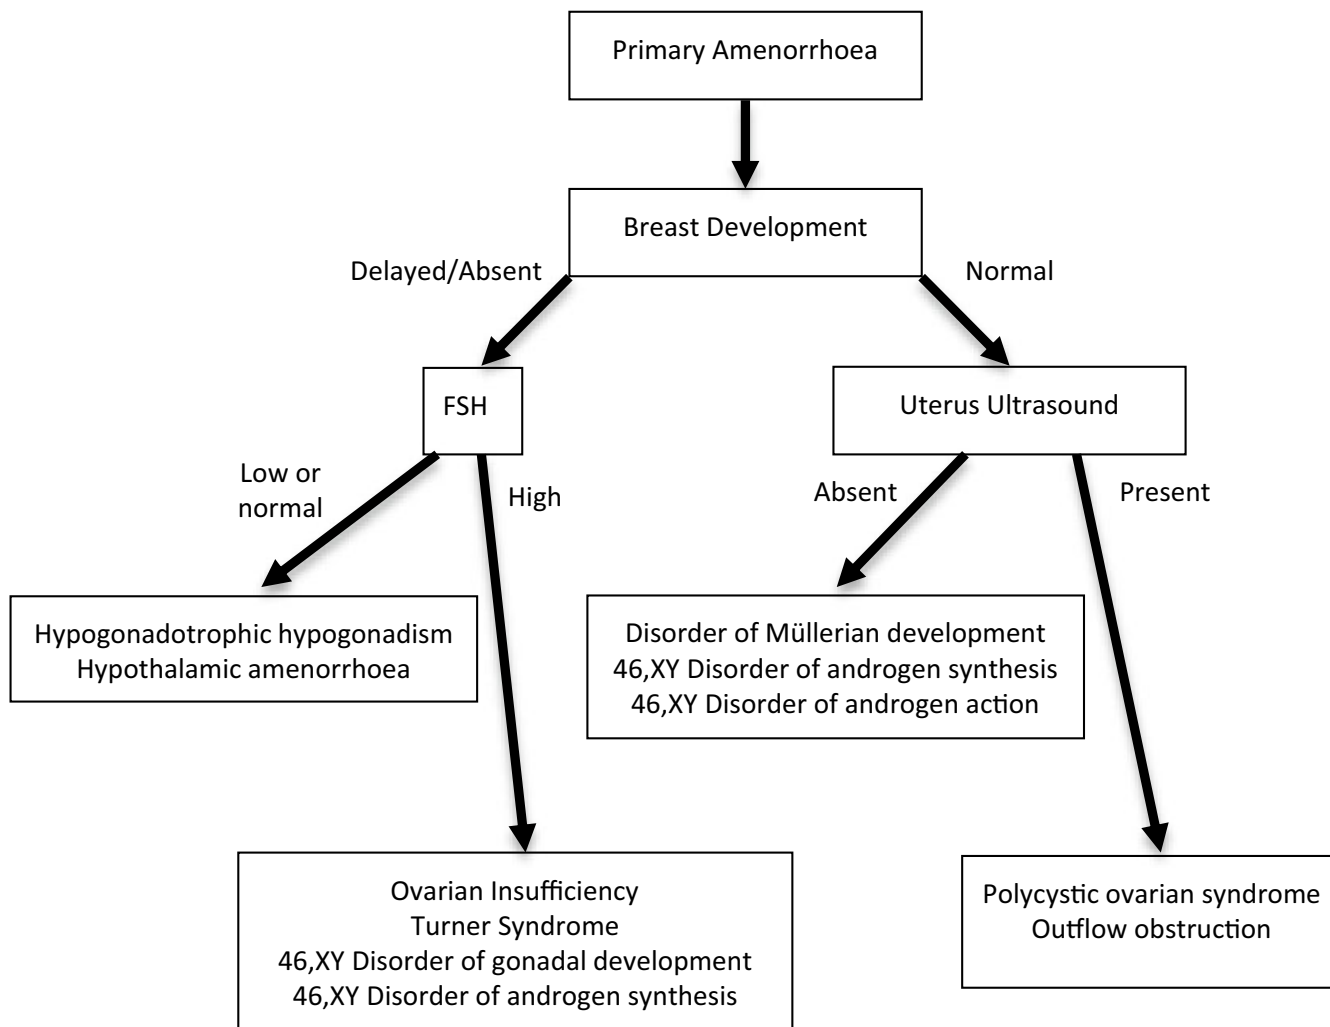 Primary Amenorrhoea
Breast Development
Delayed/Absent
Normal
FSH
Uterus Ultrasound
Low or
normal
High
Absent
Present
Hypogonadotrophic hypogonadism
Hypothalamic amenorrhoea
Disorder of Müllerian development
46,XY Disorder of androgen synthesis
46,XY Disorder of androgen action
Ovarian Insufficiency
Turner Syndrome
46,XY Disorder of gonadal development
46,XY Disorder of androgen synthesis
Polycystic ovarian syndrome
Outflow obstruction